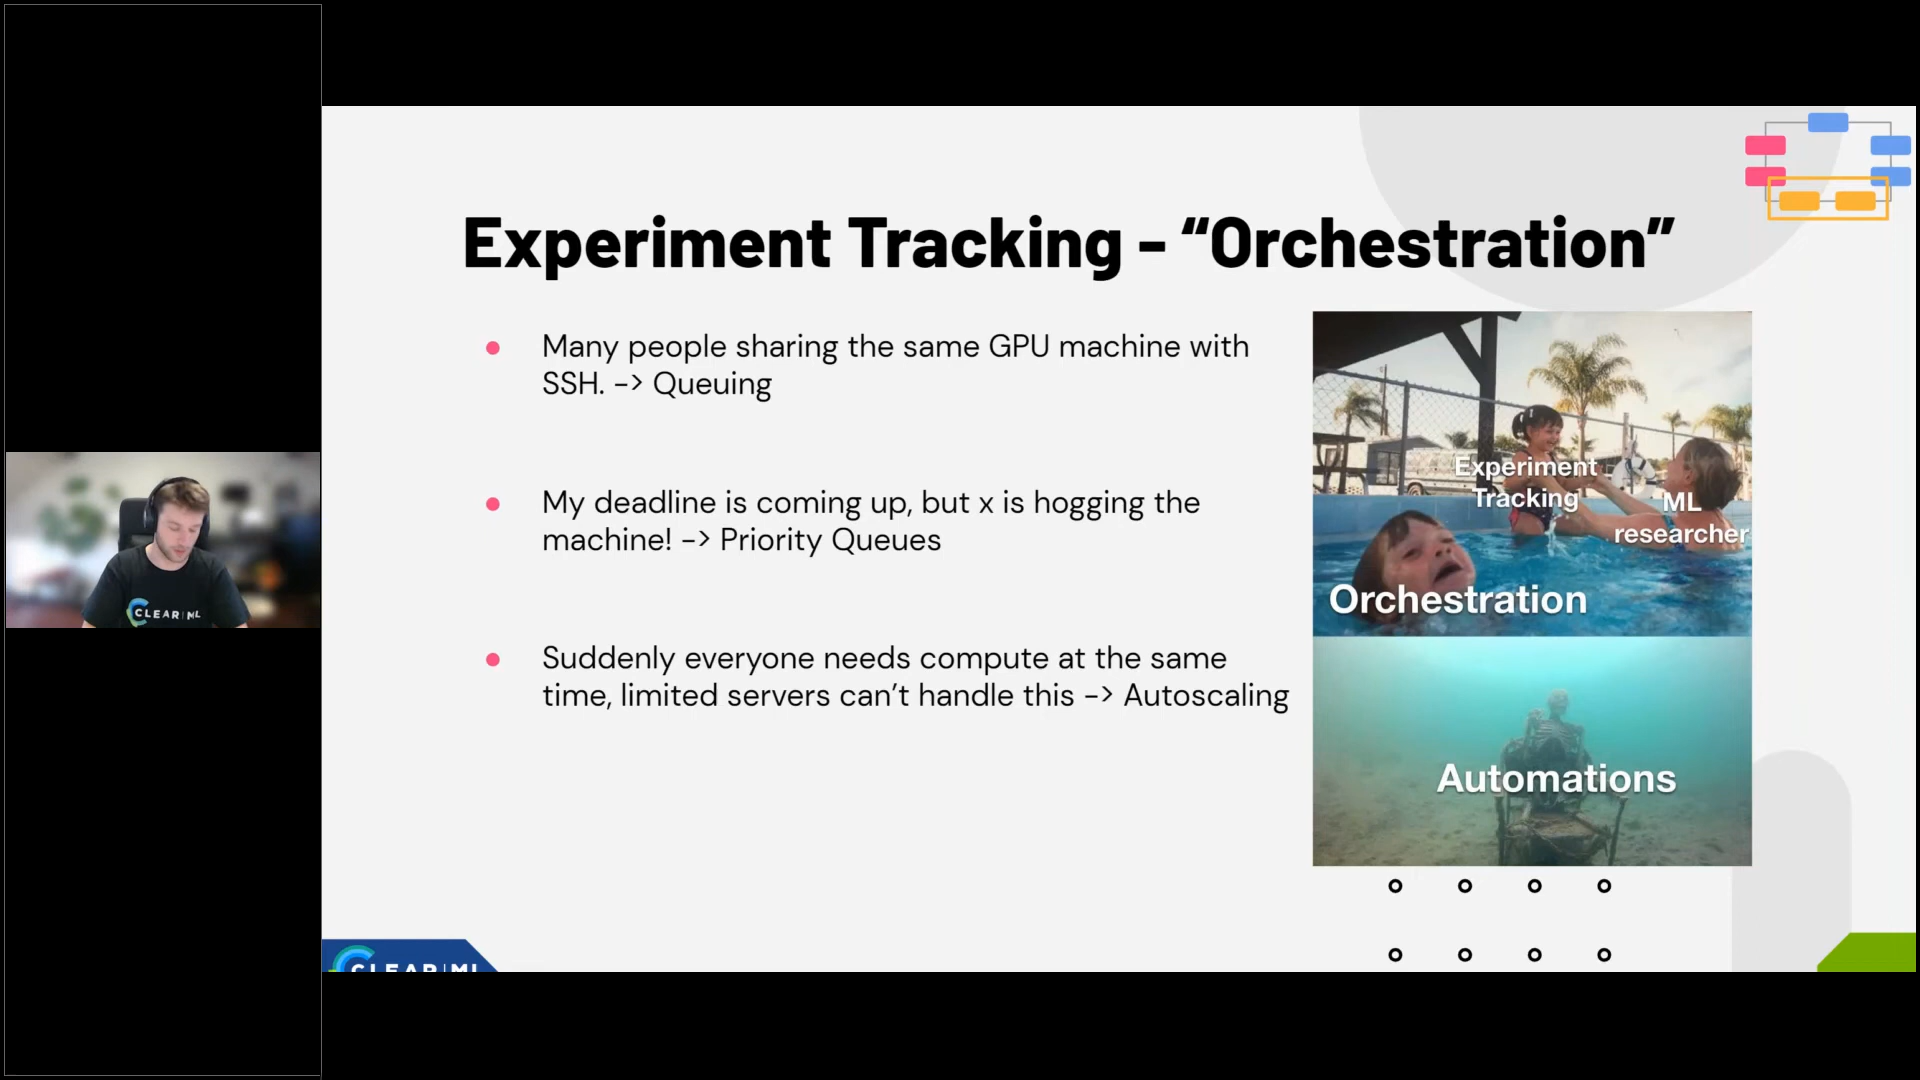 Experiment Tracking - “Orchestration”
Many people sharing the same GPU machine with
SSH. -> Queuing
My deadline is coming up, but x is hogging the
machine! -> Priority Queues
Suddenly everyone needs compute at the same
time, limited servers can’t handle this -> Autoscaling
Experiment
Tracking
ML
researcher
Orchestration
Automations
CLEAR|ML
CLEAR|ML